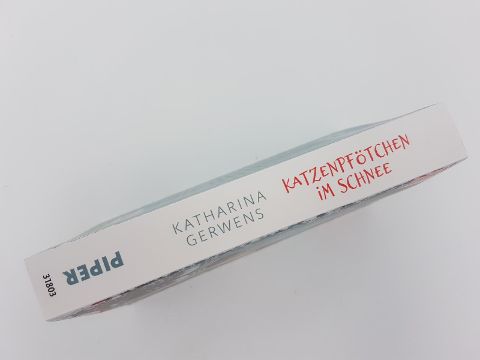 KATHARINA
GERWENS
KATZENPFÖTCHEN
iM SCHNEE
PIPER
31803